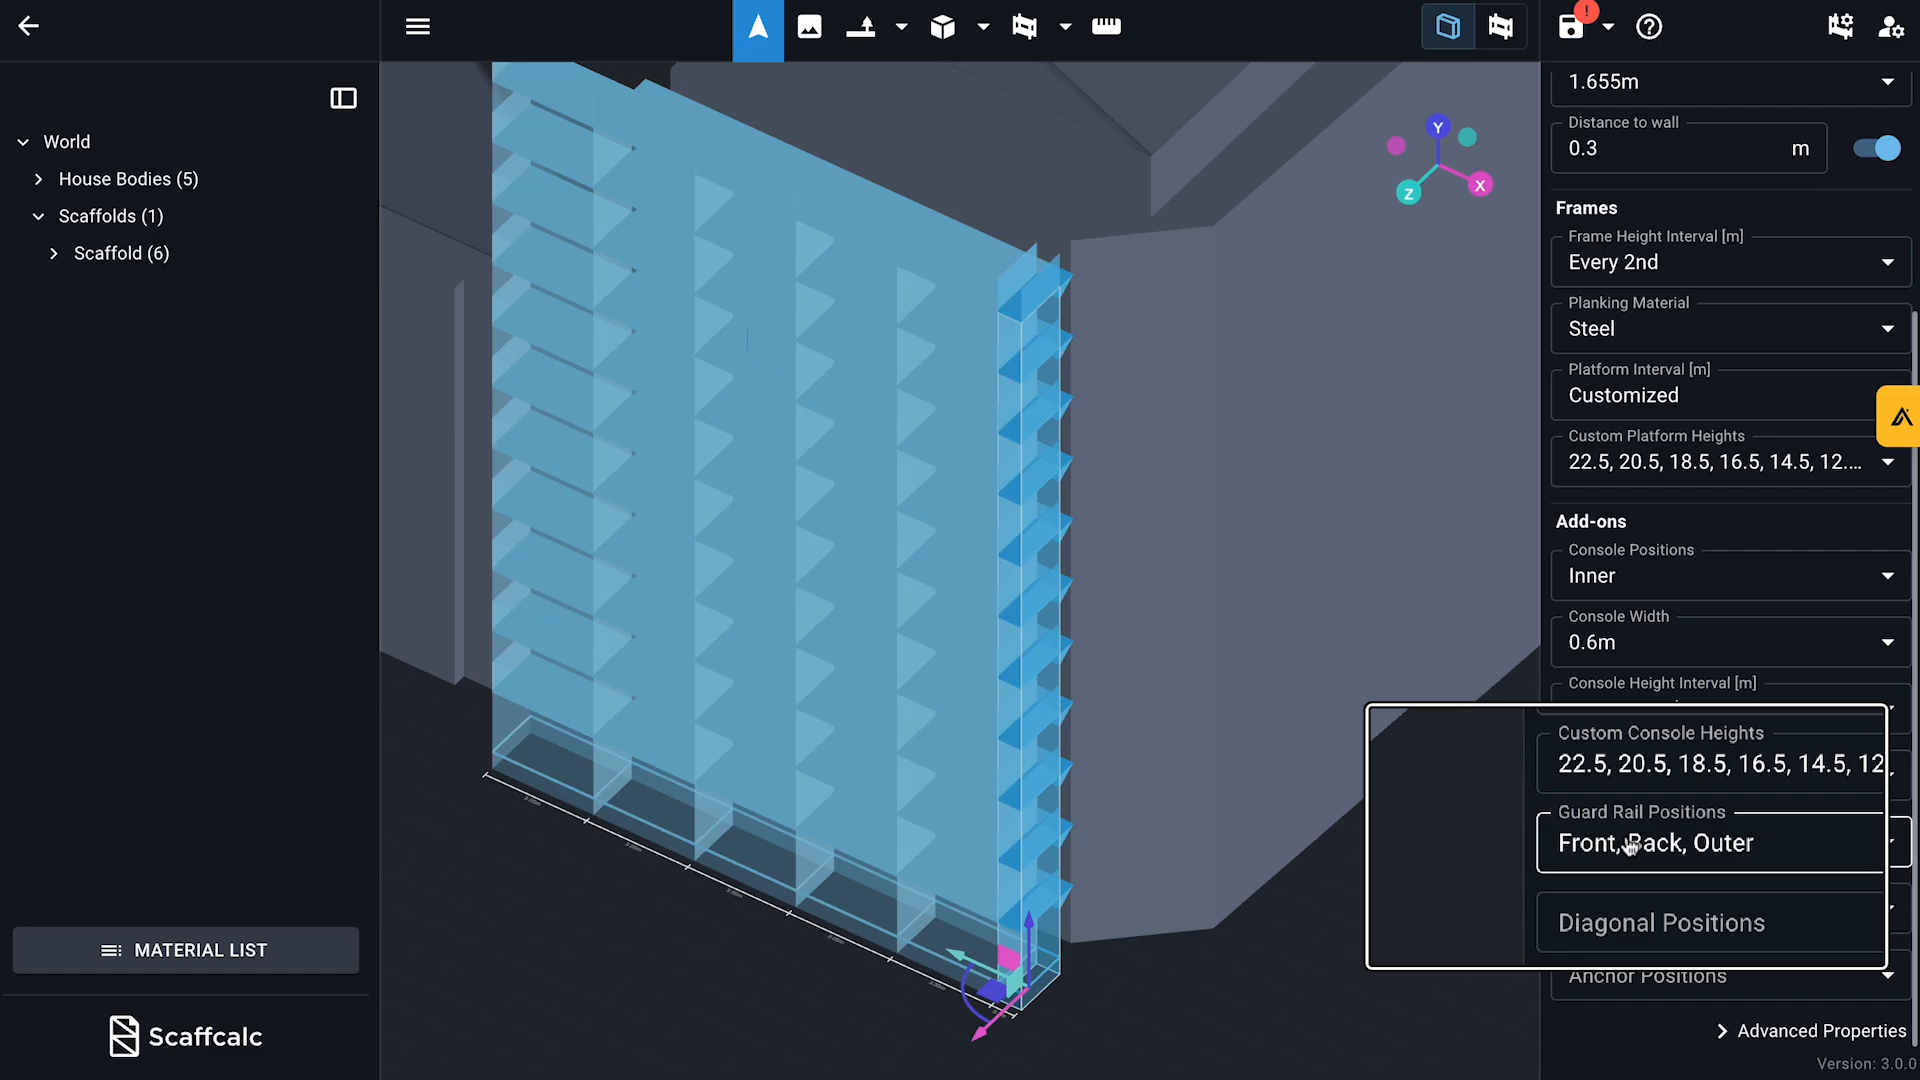 World
House Bodies (5)
Scaffolds (1)
Scaffold (6)
MATERIAL LIST
Scaffcalc
Y
X
Z
!
1.655m
Distance to wall
0.3 m
Frames
Frame Height Interval [m]
Every 2nd
Planking Material
Steel
Platform Interval [m]
Customized
Custom Platform Heights
22.5, 20.5, 18.5, 16.5, 14.5, 12....
Add-ons
Console Positions
Inner
Console Width
0.6m
Console Height Interval [m]
Custom Console Heights
22.5, 20.5, 18.5, 16.5, 14.5, 12
Guard Rail Positions
Front, Back, Outer
Diagonal Positions
Anchor Positions
Advanced Properties
Version: 3.0.0